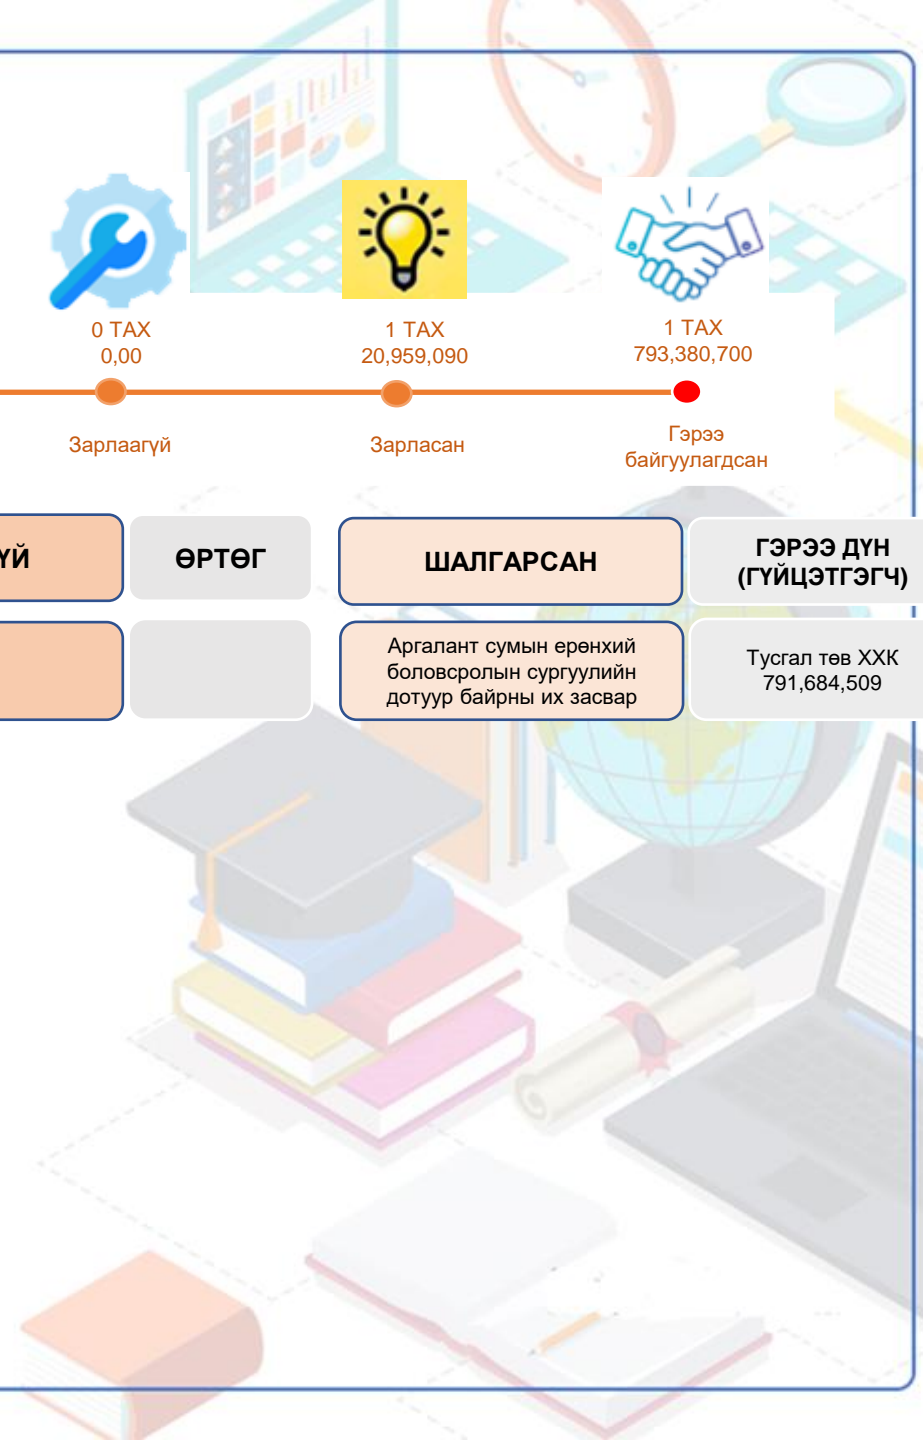 0 ТАХ
0,00
1 ТАХ
20,959,090
1 ТАХ
793,380,700
Зарлаагүй
Зарласан
Гэрээ
байгуулагдсан
ҮЙ
ӨРТӨГ
ШАЛГАРСАН
ГЭРЭЭ ДҮН
(ГҮЙЦЭТГЭГЧ)
Аргалант сумын ерөнхий
боловсролын сургуулийн
дотуур байрны их засвар
Тусгал төв ХХК
791,684,509